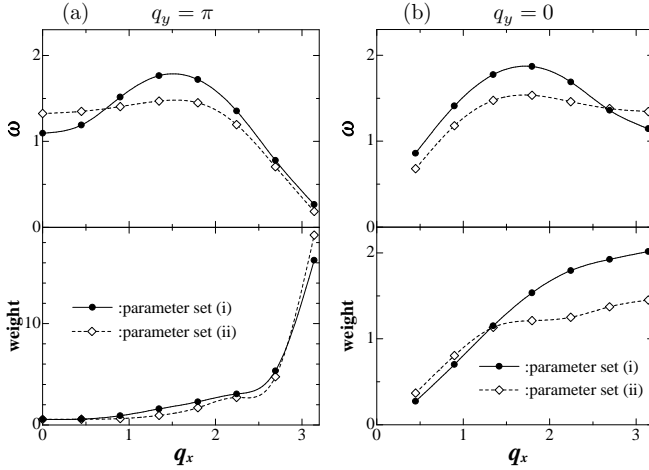 (a) q_y = π
(b) q_y = 0
2
1
0
ω
2
1
0
ω
10
0
weight
:parameter set (i)
:parameter set (ii)
0 1 2 3
q_x
2
1
0
weight
:parameter set (i)
:parameter set (ii)
0 1 2 3
q_x